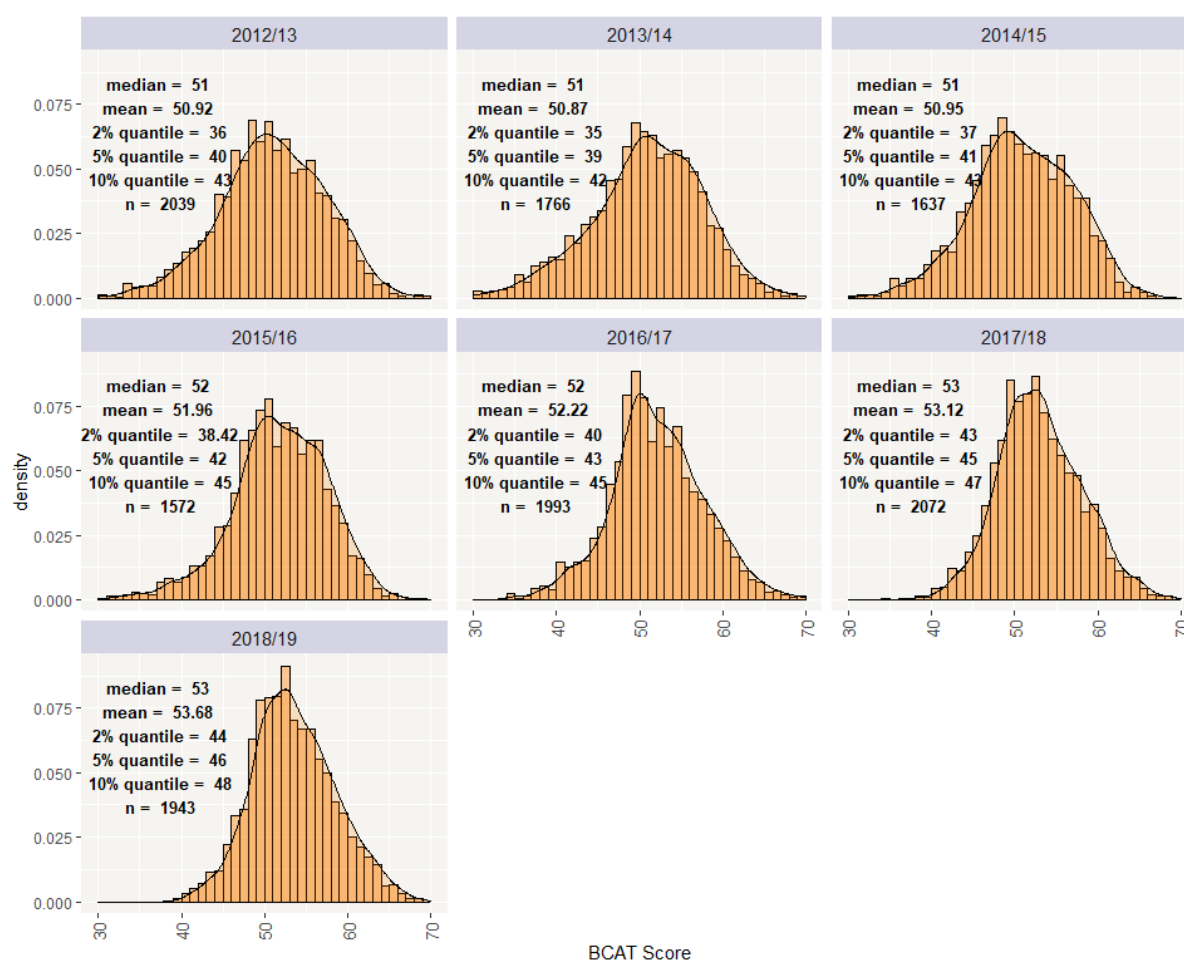 2012/13
median = 51
mean = 50.92
2% quantile = 36
5% quantile = 40
10% quantile = 43
n = 2039
2013/14
median = 51
mean = 50.87
2% quantile = 35
5% quantile = 39
10% quantile = 42
n = 1766
2014/15
median = 51
mean = 50.95
2% quantile = 37
5% quantile = 41
10% quantile = 43
n = 1637
0.075
0.050
0.025
0.000
2015/16
median = 52
mean = 51.96
2% quantile = 38.42
5% quantile = 42
10% quantile = 45
n = 1572
2016/17
median = 52
mean = 52.22
2% quantile = 40
5% quantile = 43
10% quantile = 45
n = 1993
2017/18
median = 53
mean = 53.12
2% quantile = 43
5% quantile = 45
10% quantile = 47
n = 2072
density
0.075
0.050
0.025
0.000
30 40 50 60 70
30 40 50 60 70
2018/19
median = 53
mean = 53.68
2% quantile = 44
5% quantile = 46
10% quantile = 48
n = 1943
0.075
0.050
0.025
0.000
30 40 50 60 70
BCAT Score